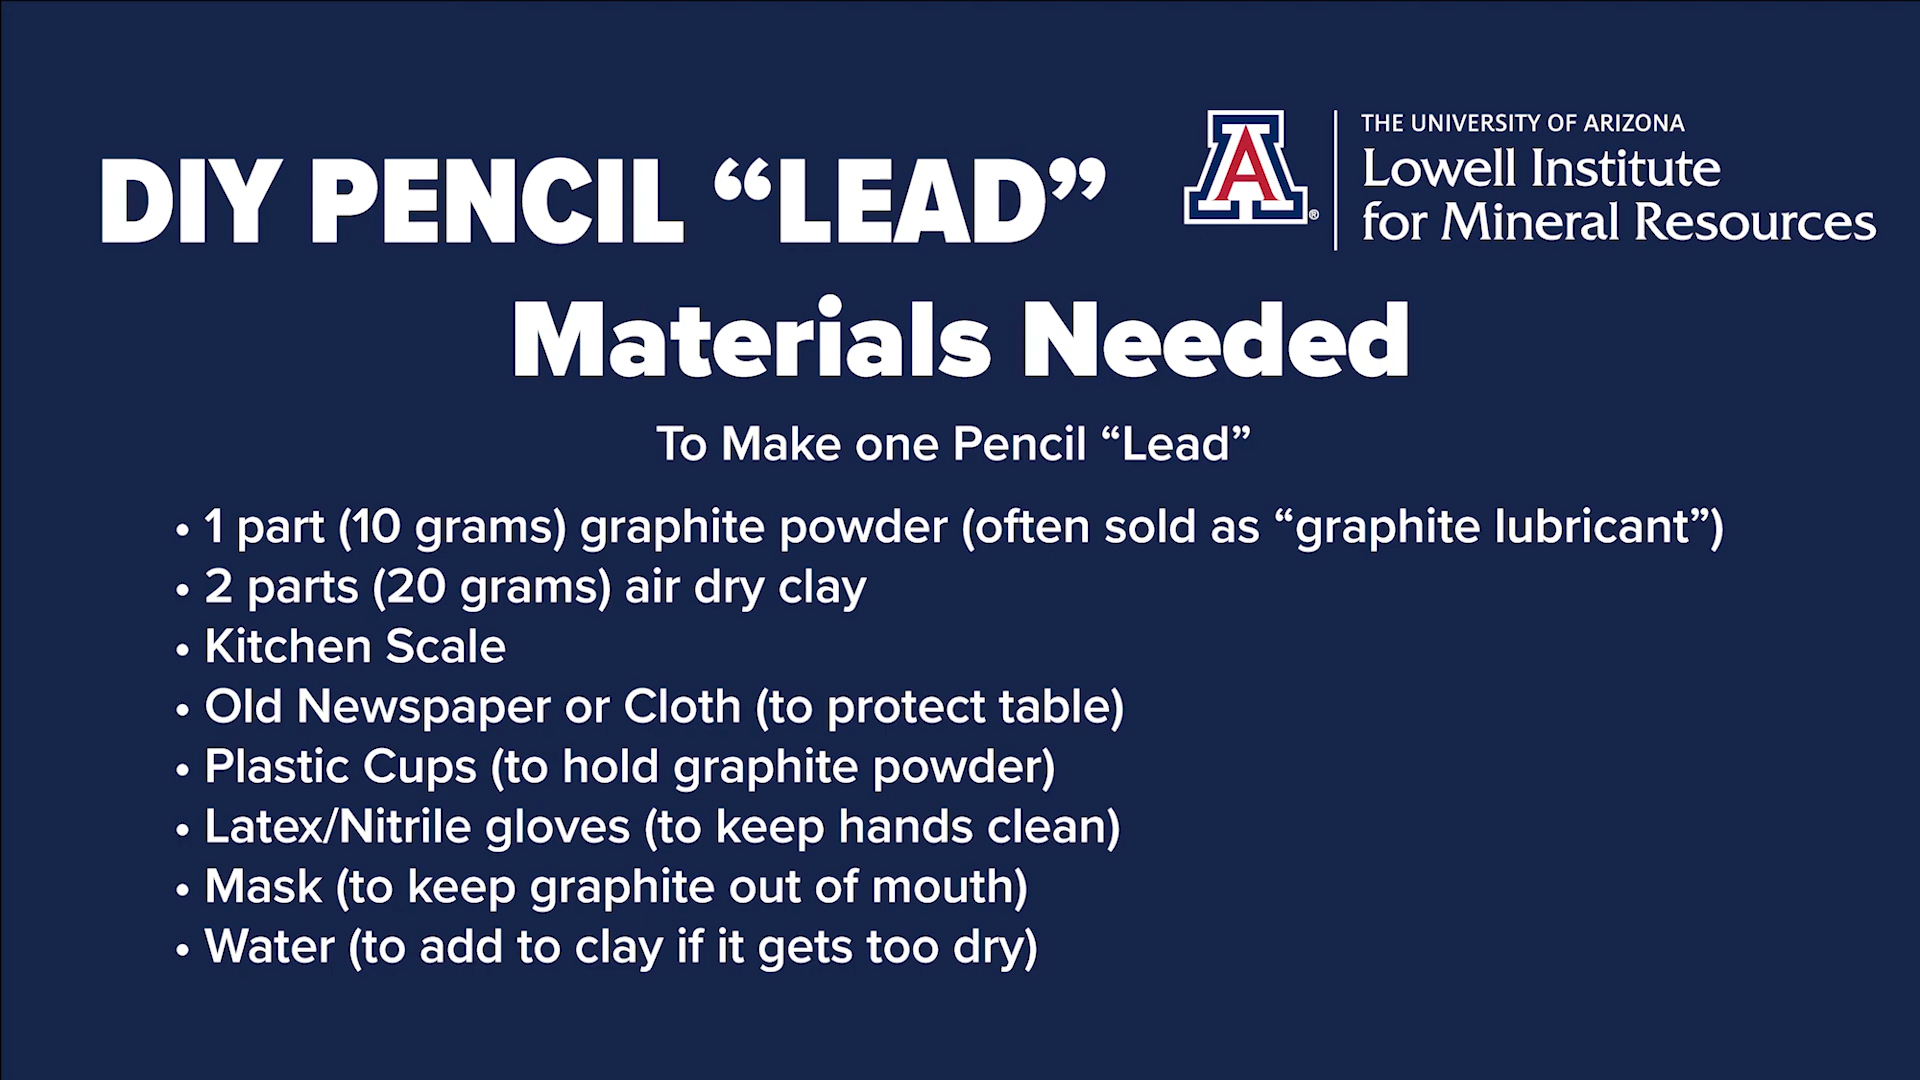 DIY PENCIL “LEAD”
A ®
THE UNIVERSITY OF ARIZONA
Lowell Institute
for Mineral Resources
Materials Needed
To Make one Pencil “Lead”
• 1 part (10 grams) graphite powder (often sold as “graphite lubricant”)
• 2 parts (20 grams) air dry clay
• Kitchen Scale
• Old Newspaper or Cloth (to protect table)
• Plastic Cups (to hold graphite powder)
• Latex/Nitrile gloves (to keep hands clean)
• Mask (to keep graphite out of mouth)
• Water (to add to clay if it gets too dry)